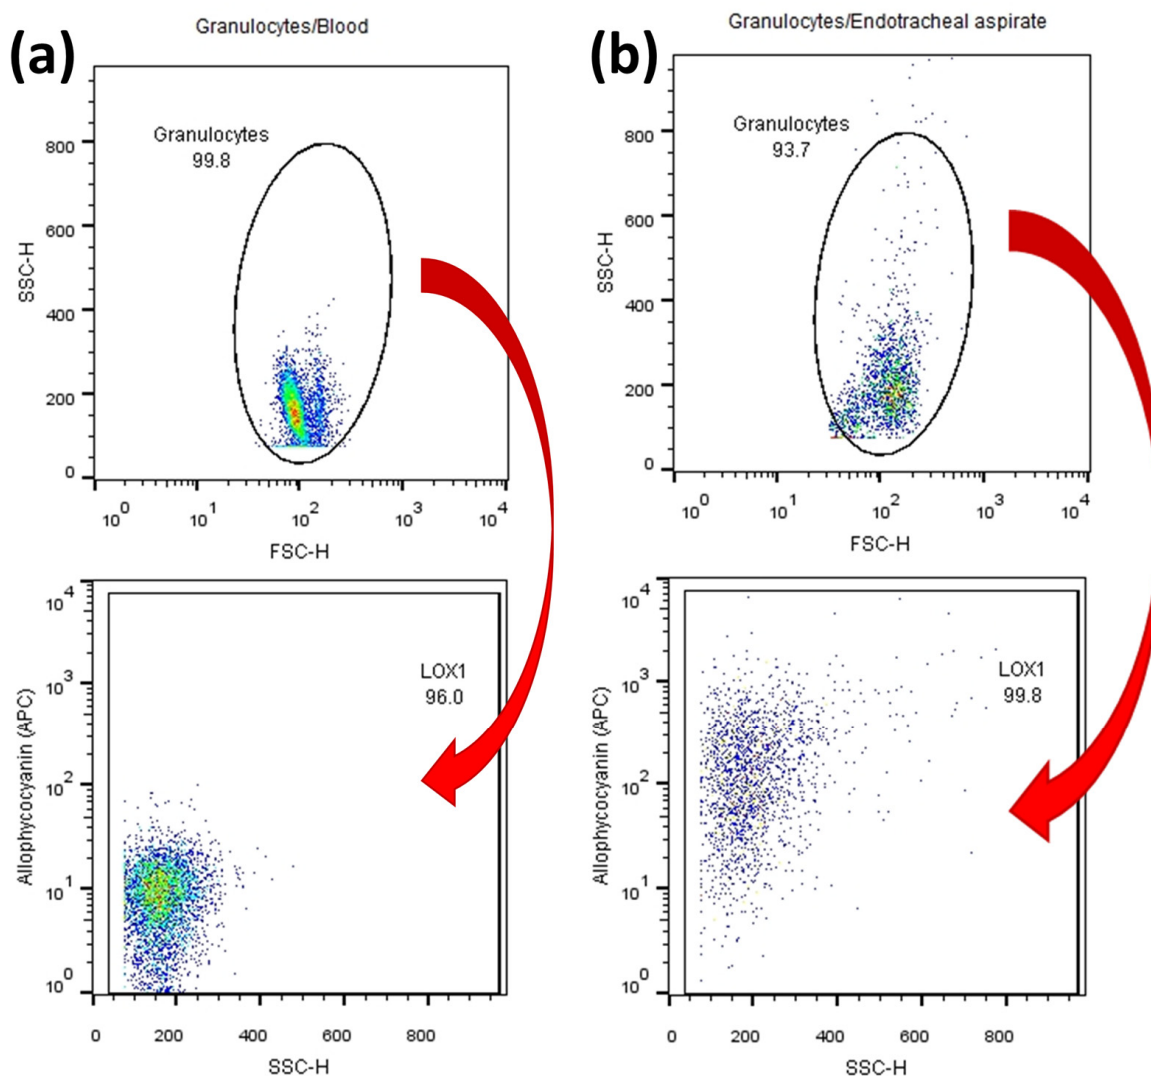 (a)
Granulocytes/Blood
Granulocytes
99.8
SSC-H
800
600
400
200
0
10^0 10^1 10^2 10^3 10^4
FSC-H
Allophycocyanin (APC)
10^4
10^3
10^2
10^1
10^0
LOX1
96.0
0 200 400 600 800
SSC-H
(b)
Granulocytes/Endotracheal aspirate
Granulocytes
93.7
SSC-H
800
600
400
200
0
10^0 10^1 10^2 10^3 10^4
FSC-H
Allophycocyanin (APC)
10^4
10^3
10^2
10^1
10^0
LOX1
99.8
0 200 400 600 800
SSC-H